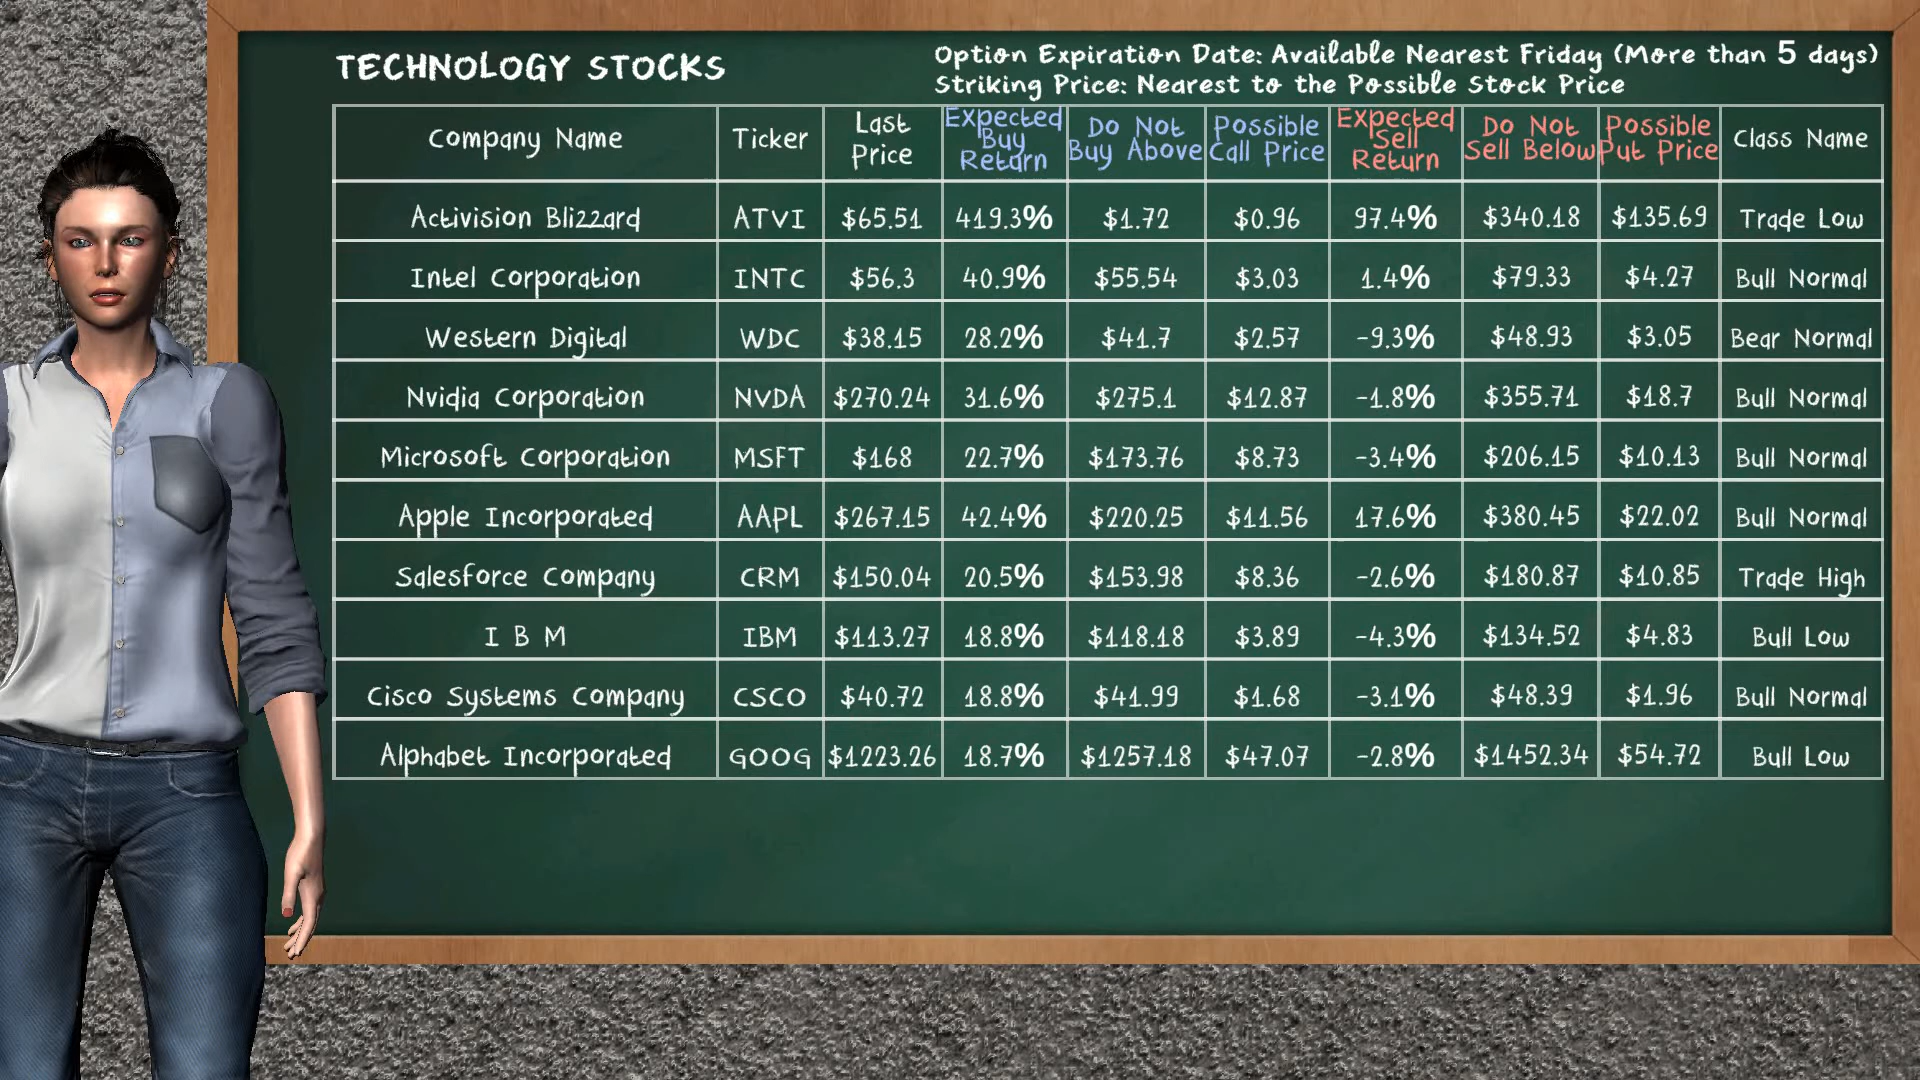 TECHNOLOGY STOCKS
Option Expiration Date: Available Nearest Friday (More than 5 days)
Striking Price: Nearest to the Possible Stock Price
Company Name Ticker Last Price Expected Buy Return Do Not Buy Above Possible Call Price Expected Sell Return Do Not Sell Below Possible Put Price Class Name
Activision Blizzard ATVI $65.51 419.3% $1.72 $0.96 97.4% $340.18 $135.69 Trade Low
Intel Corporation INTC $56.3 40.9% $55.54 $3.03 1.4% $79.33 $4.27 Bull Normal
Western Digital WDC $38.15 28.2% $41.7 $2.57 -9.3% $48.93 $3.05 Bear Normal
Nvidia Corporation NVDA $270.24 31.6% $275.1 $12.87 -1.8% $355.71 $18.7 Bull Normal
Microsoft Corporation MSFT $168 22.7% $173.76 $8.73 -3.4% $206.15 $10.13 Bull Normal
Apple Incorporated AAPL $267.15 42.4% $220.25 $11.56 17.6% $380.45 $22.02 Bull Normal
Salesforce Company CRM $150.04 20.5% $153.98 $8.36 -2.6% $180.87 $10.85 Trade High
I B M IBM $113.27 18.8% $118.18 $3.89 -4.3% $134.52 $4.83 Bull Low
Cisco Systems Company CSCO $40.72 18.8% $41.99 $1.68 -3.1% $48.39 $1.96 Bull Normal
Alphabet Incorporated GOOG $1223.26 18.7% $1257.18 $47.07 -2.8% $1452.34 $54.72 Bull Low